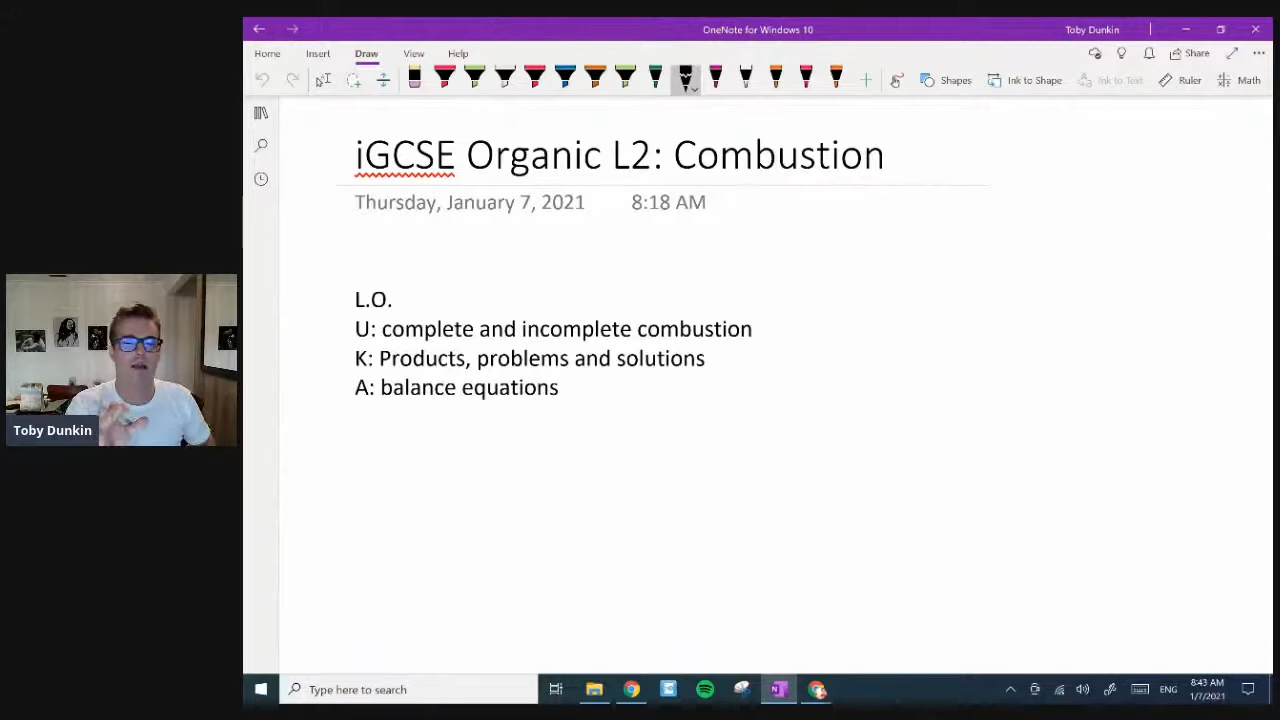 OneNote for Windows 10
Toby Dunkin
Home Insert Draw View Help
Share
Shapes Ink to Shape Ink to Text Ruler Math
iGCSE Organic L2: Combustion
Thursday, January 7, 2021 8:18 AM
L.O.
U: complete and incomplete combustion
K: Products, problems and solutions
A: balance equations
Toby Dunkin
Type here to search
ENG
8:43 AM
1/7/2021